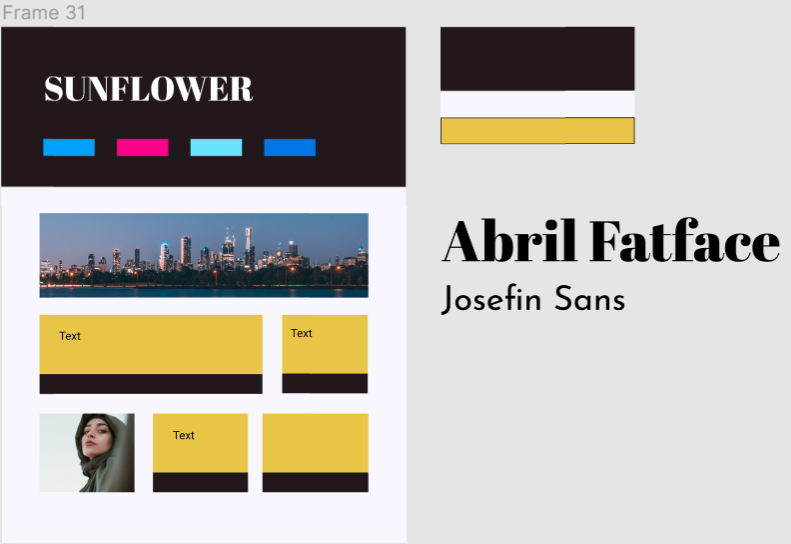 Frame 31
SUNFLOWER
Text
Text
Text
Abril Fatface
Josefin Sans